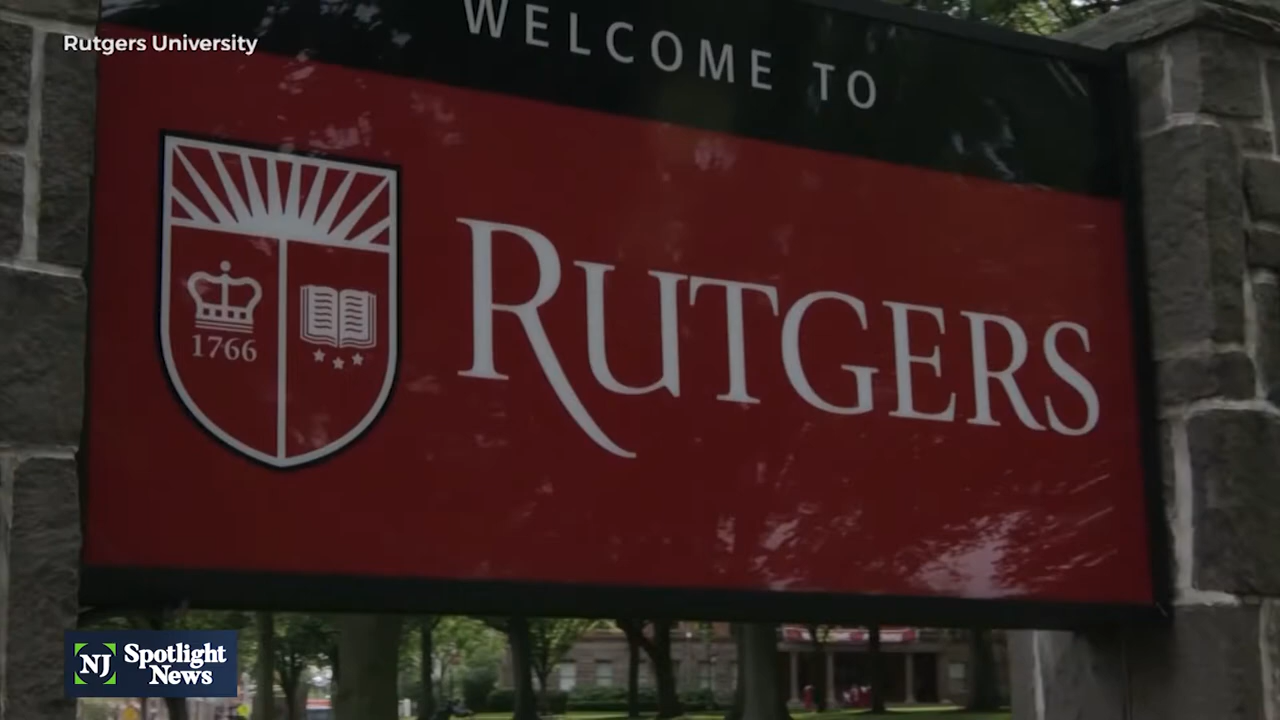 Rutgers University
WELCOME TO
1766
RUTGERS
NJ Spotlight
News